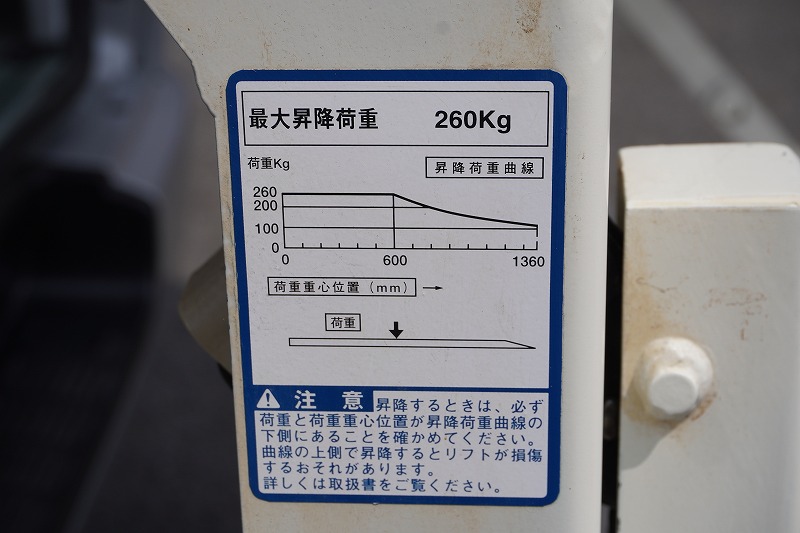 最大昇降荷重 260Kg
荷重Kg
昇降荷重曲線
260
200
100
0
0 600 1360
荷重重心位置（mm）→
荷重
注意 昇降するときは、必ず
荷重と荷重重心位置が昇降荷重曲線の
下側にあることを確かめてください。
曲線の上側で昇降するとリフトが損傷
するおそれがあります。
詳しくは取扱書をご覧ください。